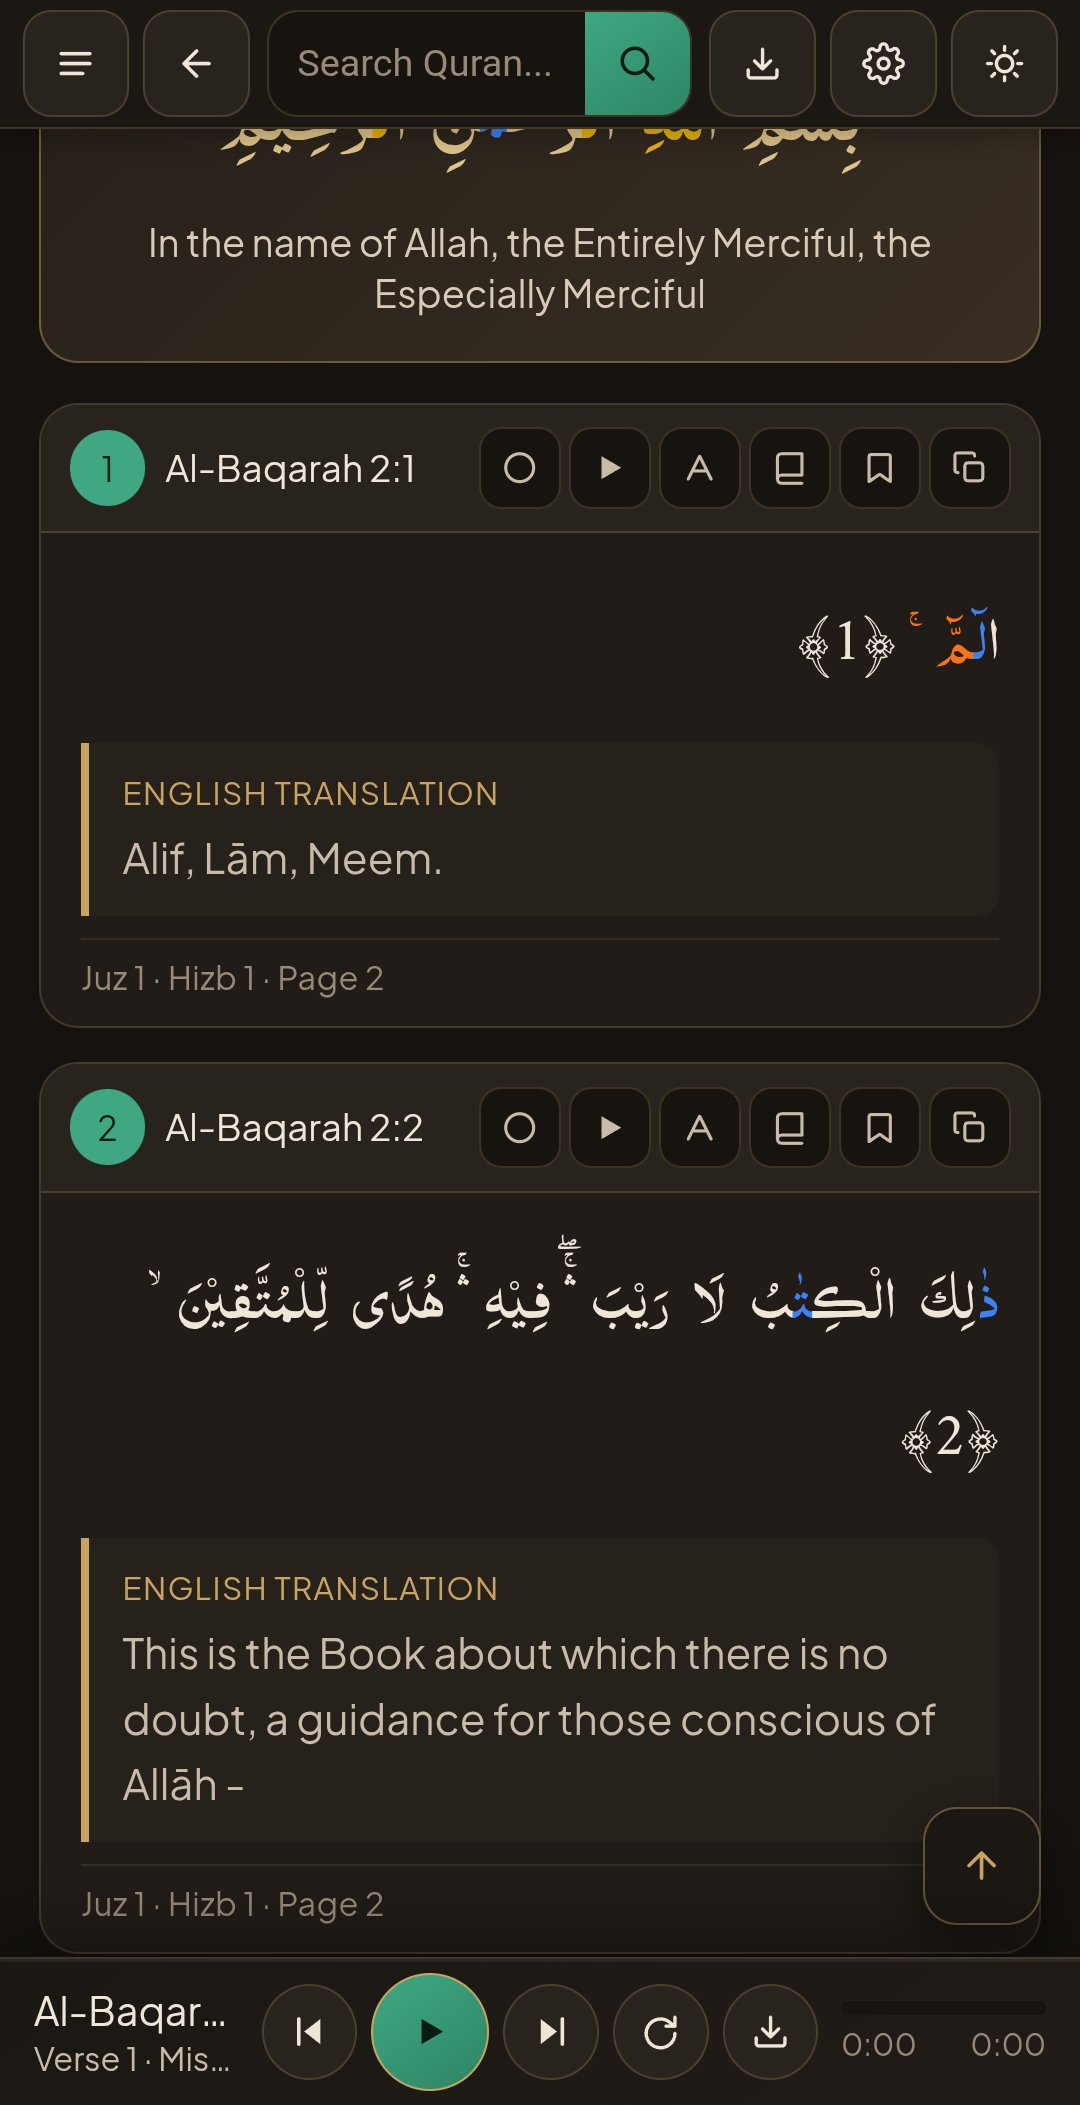 Search Quran...
بِسْمِ اللّٰهِ الرَّحْمٰنِ الرَّحِيْمِ
In the name of Allah, the Entirely Merciful, the
Especially Merciful
1 Al-Baqarah 2:1
الٓمّٓ ۚ ﴿1﴾
ENGLISH TRANSLATION
Alif, Lām, Meem.
Juz 1 · Hizb 1 · Page 2
2 Al-Baqarah 2:2
ذٰلِكَ الْكِتٰبُ لَا رَيْبَ ۛۚۖ فِيْهِ ۛۚ هُدًى لِّلْمُتَّقِيْنَ ۙ
﴿2﴾
ENGLISH TRANSLATION
This is the Book about which there is no
doubt, a guidance for those conscious of
Allāh -
Juz 1 · Hizb 1 · Page 2
Al-Baqar...
Verse 1 · Mis...
0:00 0:00